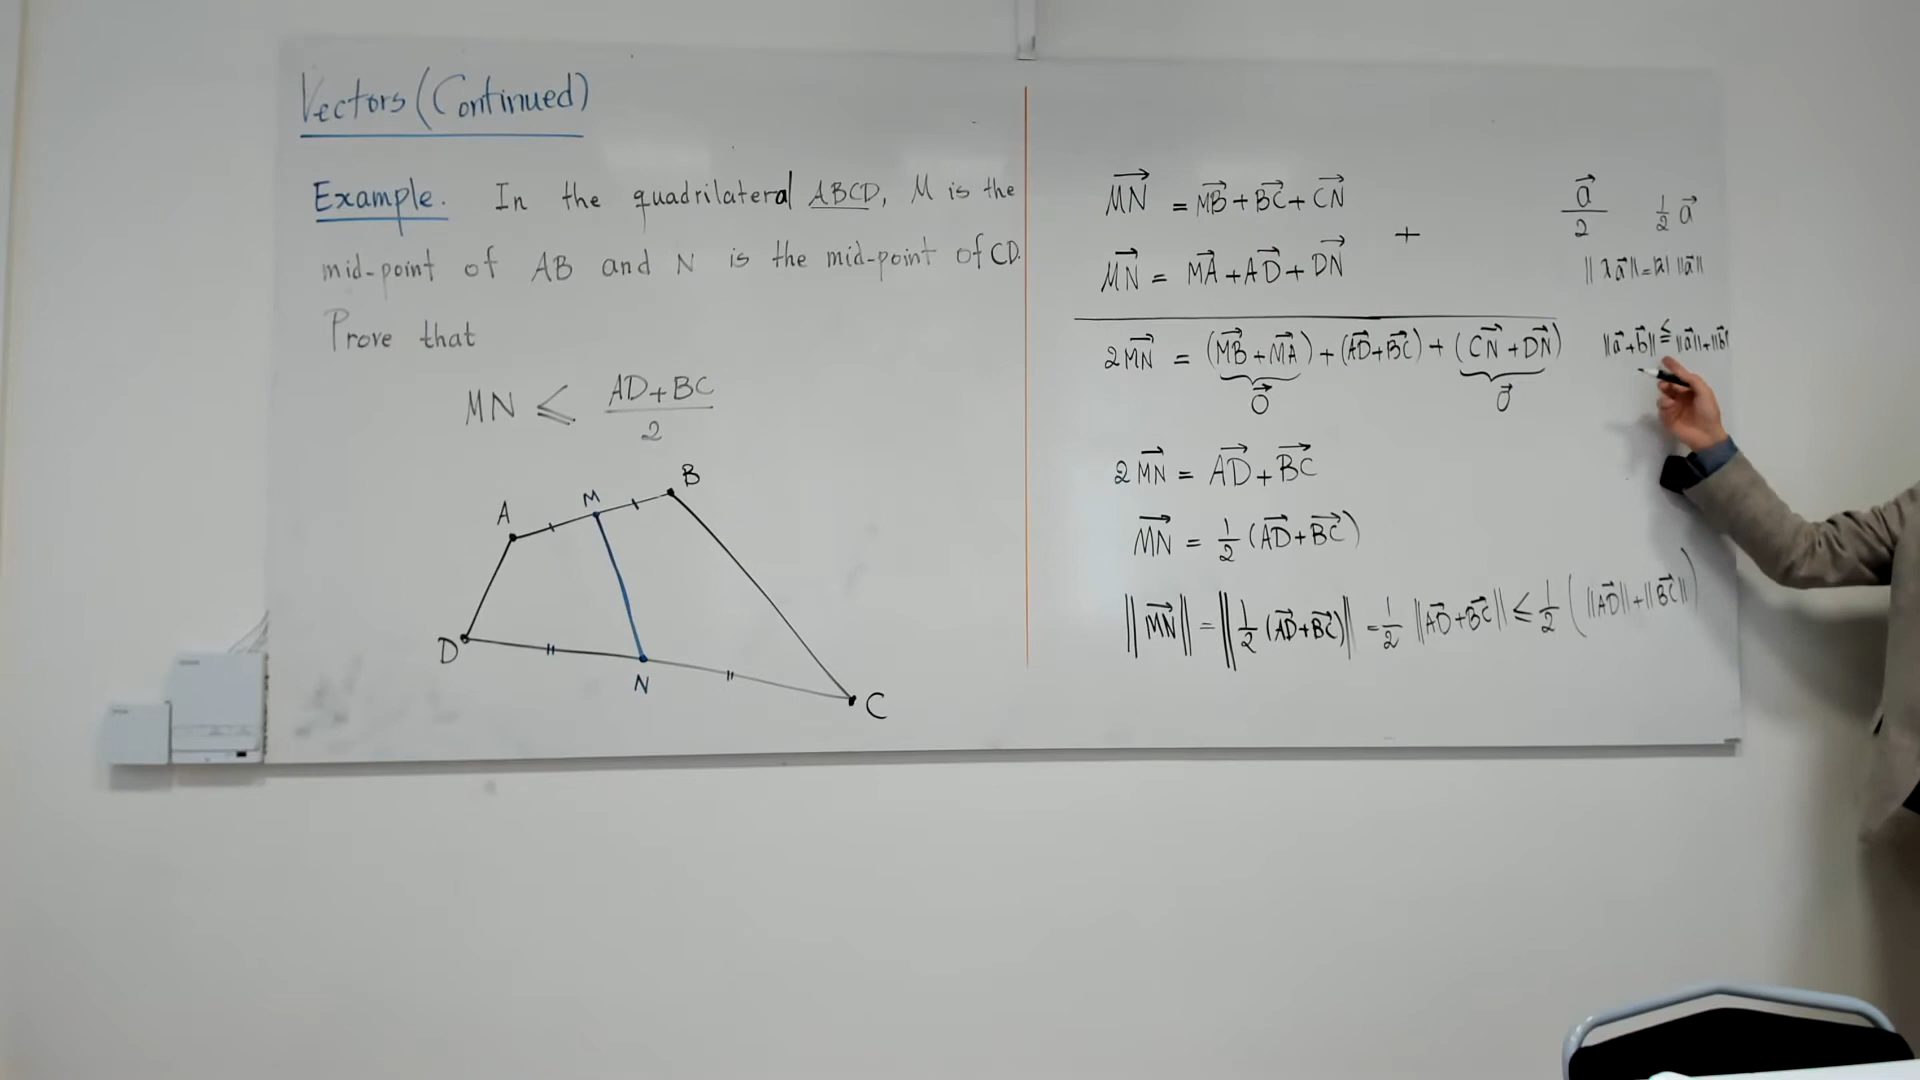 Vectors (Continued)
Example. In the quadrilateral ABCD, M is the
mid-point of AB and N is the mid-point of CD.
Prove that
MN ⩽ AD+BC
2
A
M
B
D
N
C
→MN = →MB + →BC + →CN
+
→MN = →MA + →AD + →DN
2→MN = (→MB + →MA) + (→AD + →BC) + (→CN + →DN)
→0
→0
2→MN = →AD + →BC
→MN = 1/2 (→AD + →BC)
||→MN|| = ||1/2 (→AD + →BC)|| = 1/2 ||→AD + →BC|| ≤ 1/2 (||→AD|| + ||→BC||)
→a/2
1/2 →a
||λ→a|| = |λ| ||→a||
||→a + →b|| ≤ ||→a|| + ||→b||